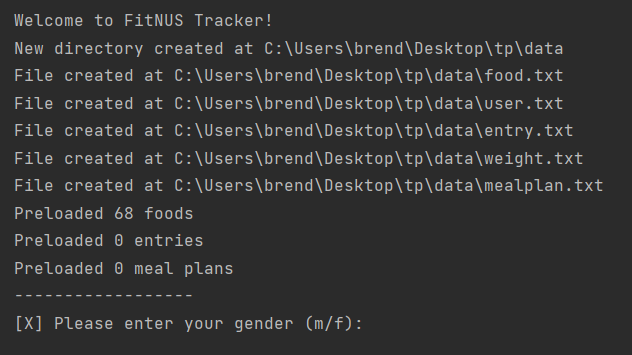 Welcome to FitNUS Tracker!
New directory created at C:\Users\brend\Desktop\tp\data
File created at C:\Users\brend\Desktop\tp\data\food.txt
File created at C:\Users\brend\Desktop\tp\data\user.txt
File created at C:\Users\brend\Desktop\tp\data\entry.txt
File created at C:\Users\brend\Desktop\tp\data\weight.txt
File created at C:\Users\brend\Desktop\tp\data\mealplan.txt
Preloaded 68 foods
Preloaded 0 entries
Preloaded 0 meal plans
------------------
[X] Please enter your gender (m/f):